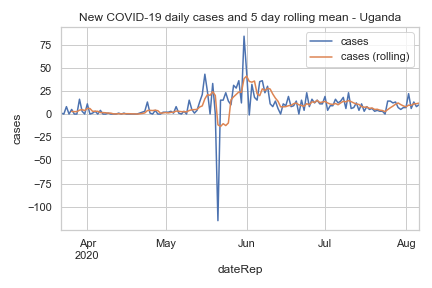 New COVID-19 daily cases and 5 day rolling mean - Uganda
cases
cases (rolling)
75
50
25
0
−25
−50
−75
−100
cases
Apr
2020
May
Jun
Jul
Aug
dateRep